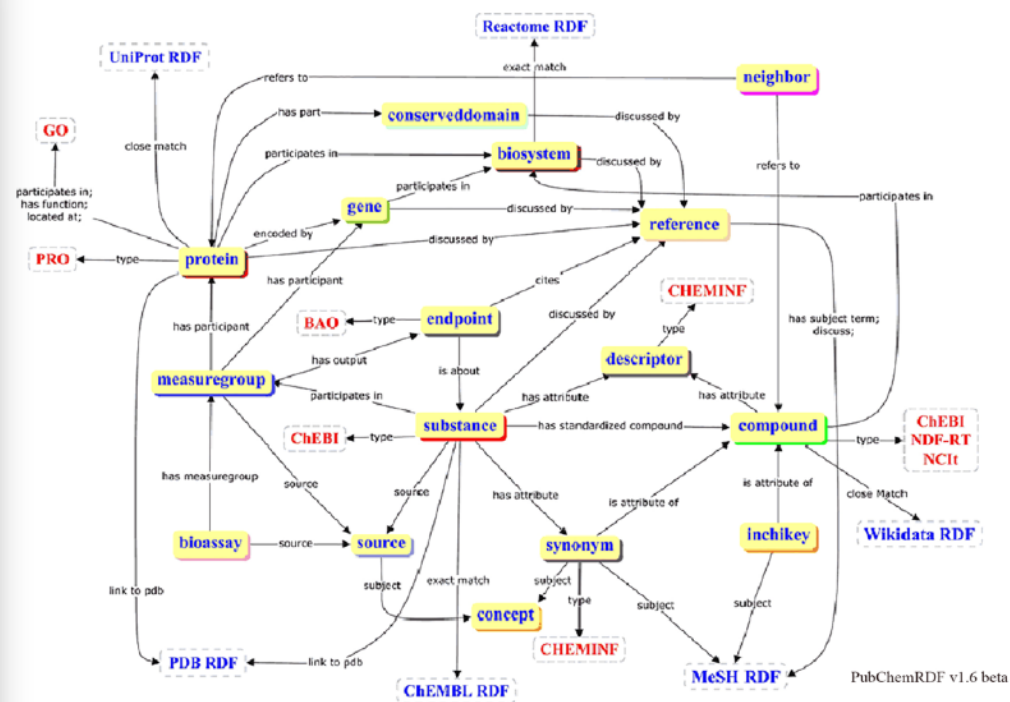 Reactome RDF
UniProt RDF
exact match
refers to
neighbor
has part
conserveddomain
discussed by
GO
close match
participates in
biosystem
discussed by
refers to
participates in;
has function;
located at;
participates in
participates in
gene
discussed by
reference
encoded by
discussed by
PRO
type
protein
has participant
cites
CHEMINF
discussed by
type
has subject term;
discuss;
has participant
BAO
type
endpoint
descriptor
has output
is about
measuregroup
participates in
has attribute
has attribute
ChEBI
type
substance
has standardized compound
compound
type
ChEBI
NDF-RT
NCIt
has measuregroup
source
source
has attribute
is attribute of
is attribute of
close Match
bioassay
source
source
synonym
inchikey
Wikidata RDF
link to pdb
subject
exact match
subject
type
subject
subject
concept
CHEMINF
PDB RDF
link to pdb
ChEMBL RDF
MeSH RDF
PubChemRDF v1.6 beta